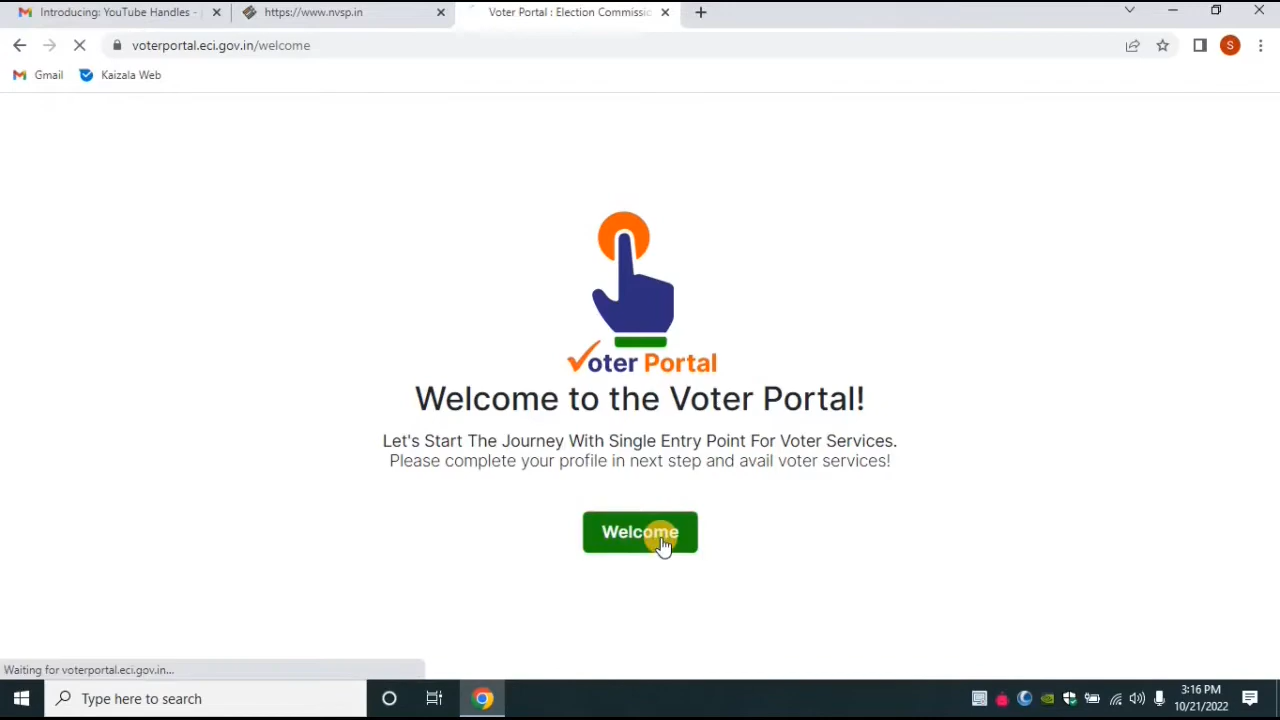 Introducing: YouTube Handles -
https://www.nvsp.in
Voter Portal : Election Commissic
voterportal.eci.gov.in/welcome
S
Gmail
Kaizala Web
Voter Portal
Welcome to the Voter Portal!
Let's Start The Journey With Single Entry Point For Voter Services.
Please complete your profile in next step and avail voter services!
Welcome
Waiting for voterportal.eci.gov.in...
Type here to search
3:16 PM
10/21/2022